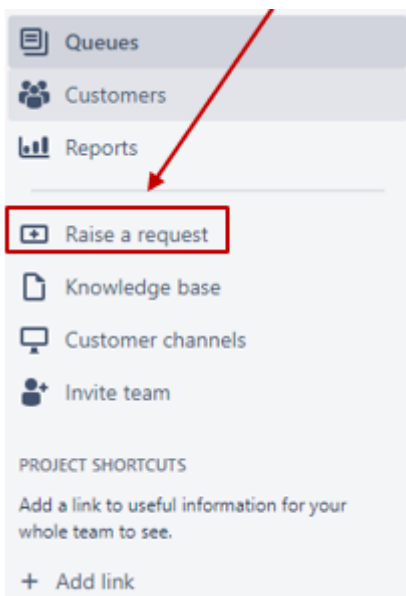 Queues
Customers
Reports
Raise a request
Knowledge base
Customer channels
Invite team
PROJECT SHORTCUTS
Add a link to useful information for your
whole team to see.
+ Add link